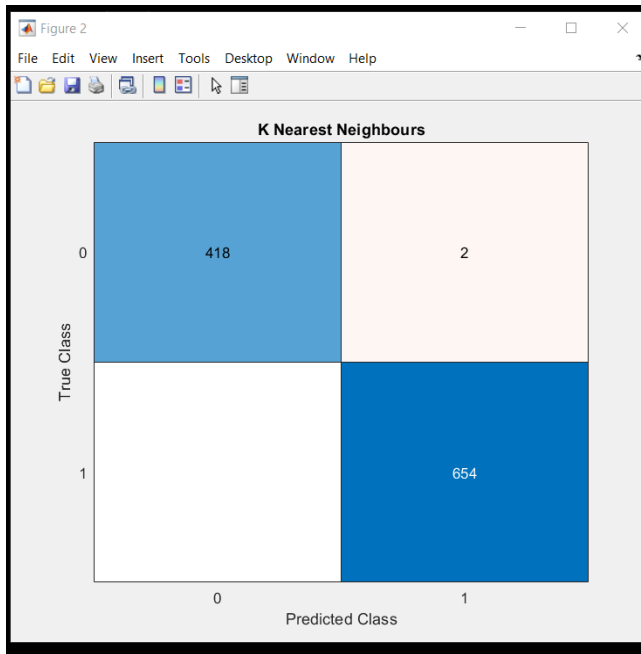 Figure 2
File Edit View Insert Tools Desktop Window Help
K Nearest Neighbours
0 418 2
True Class
1 654
0 1
Predicted Class